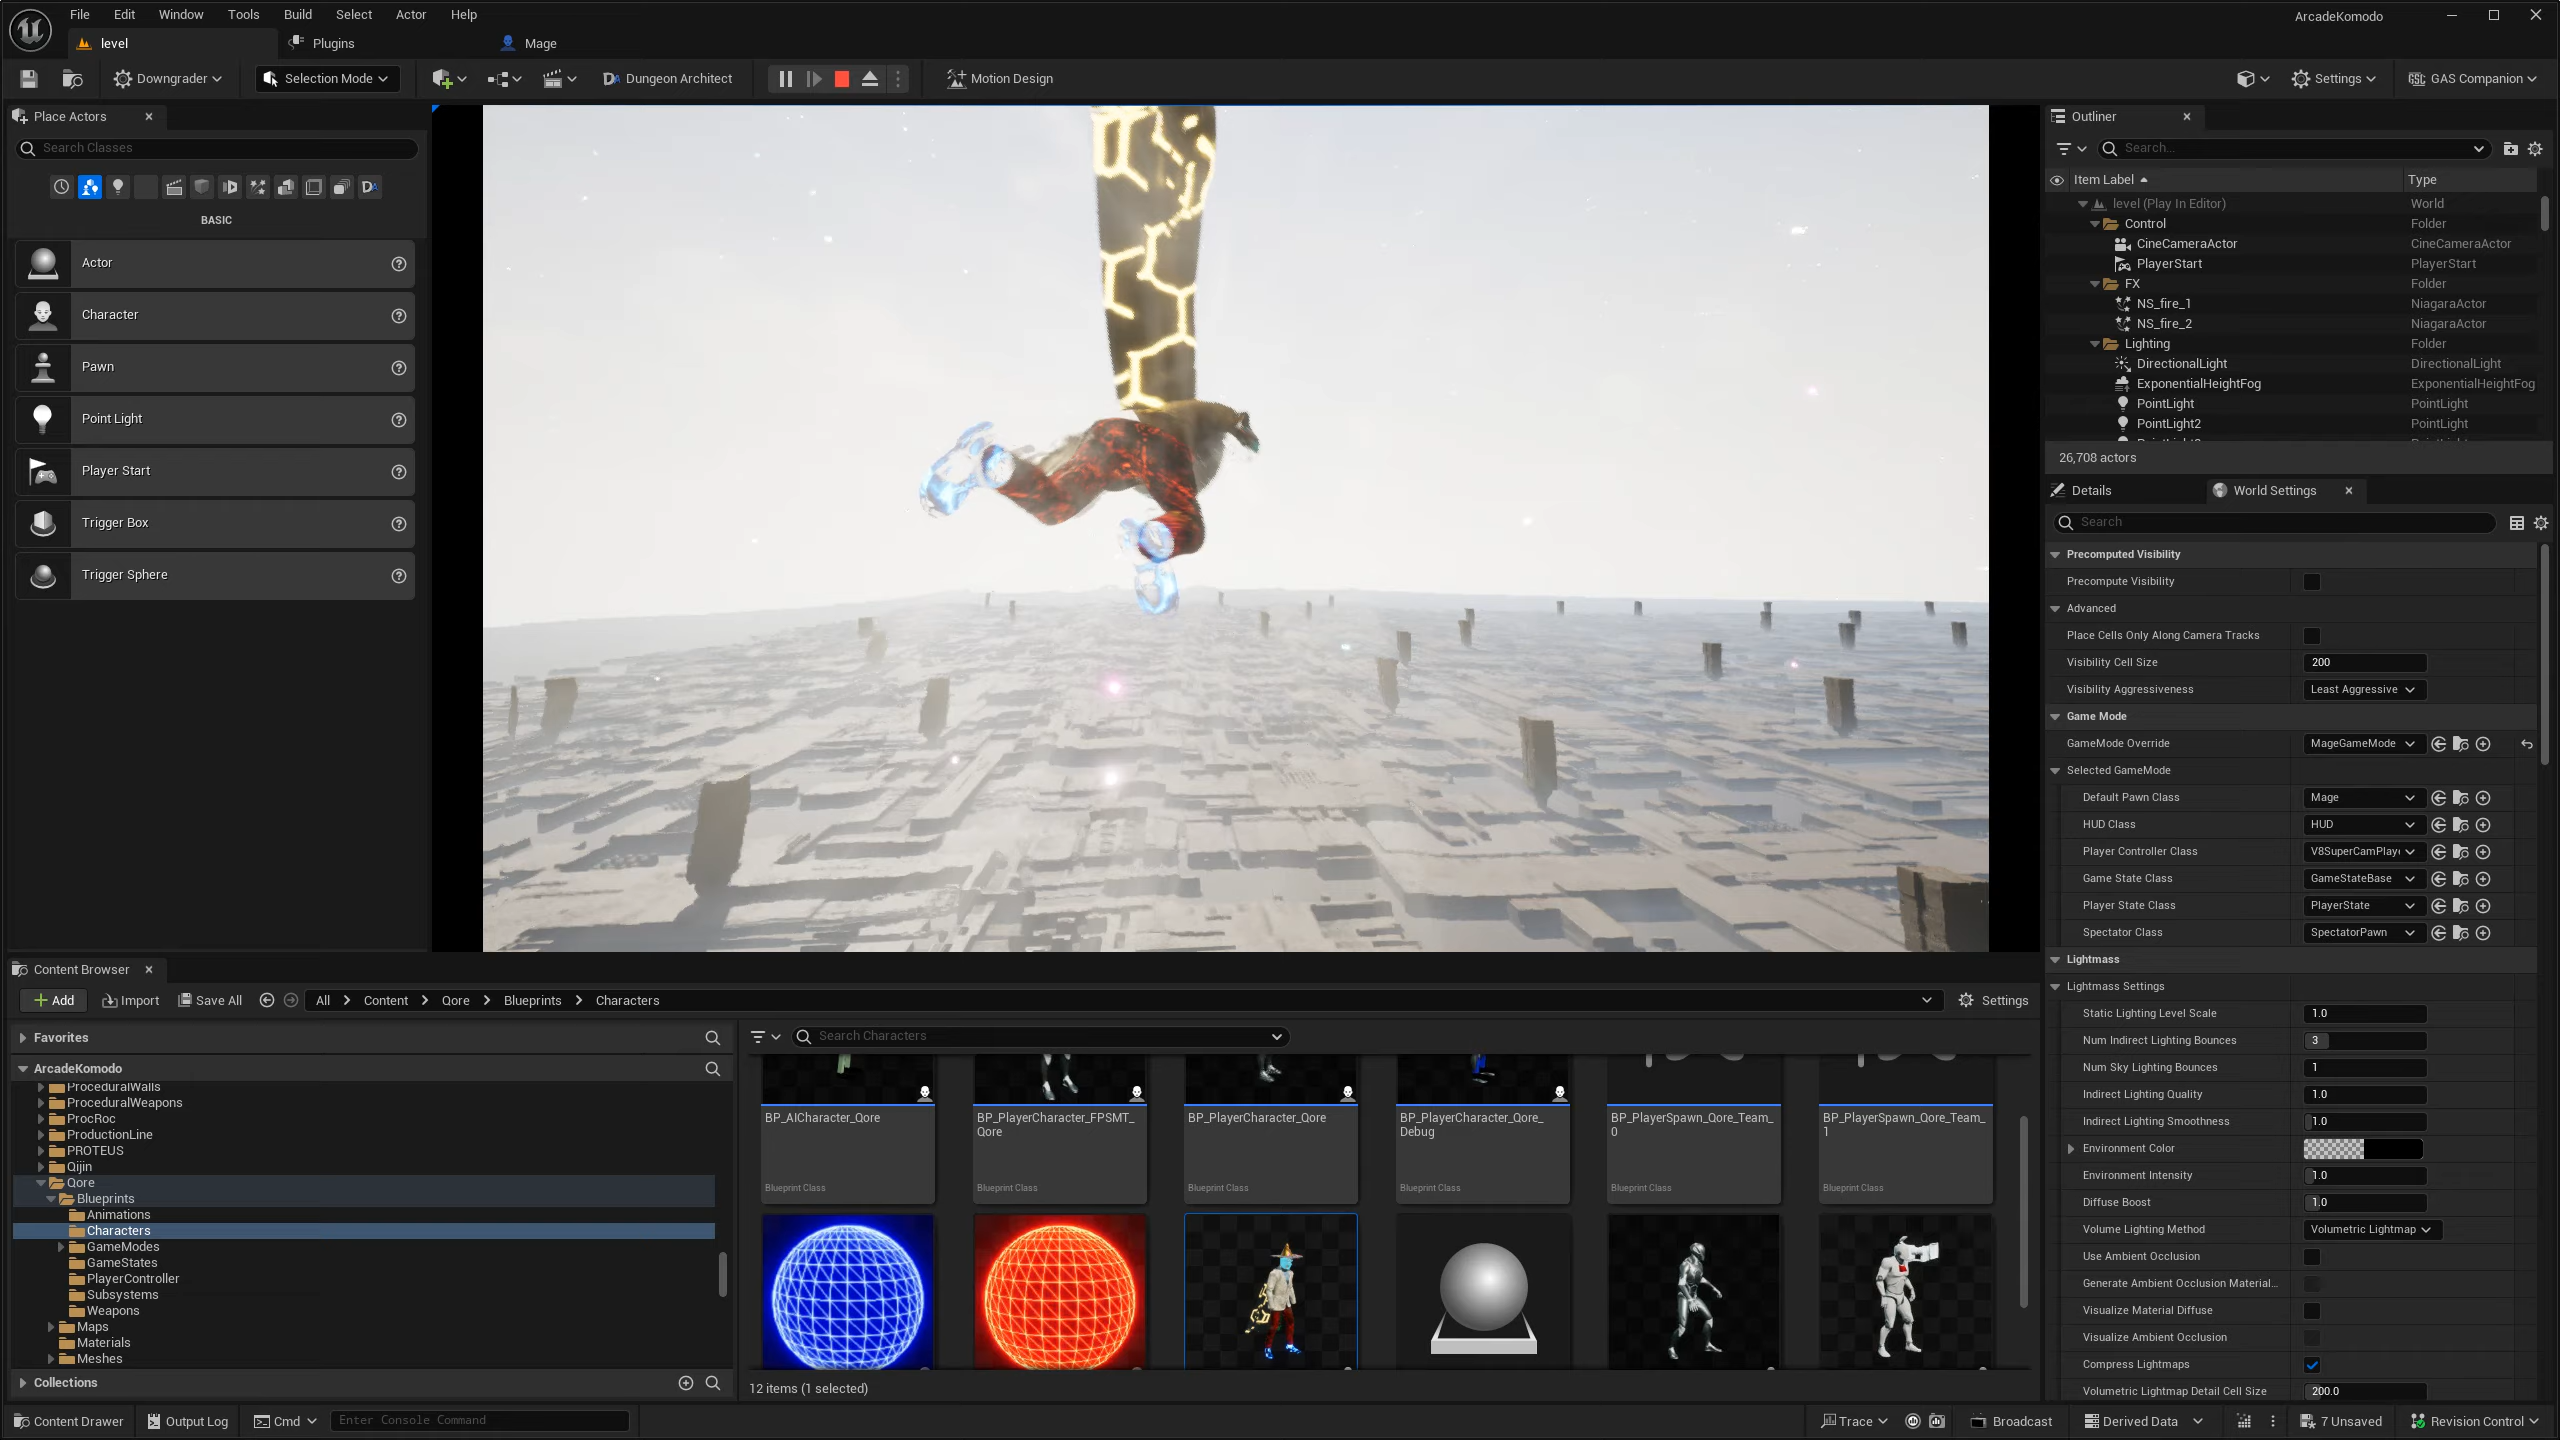 File Edit Window Tools Build Select Actor Help
ArcadeKomodo
level
Plugins
Mage
Downgrader
Selection Mode
Dungeon Architect
Motion Design
Settings
GAS Companion
Place Actors
Search Classes
BASIC
Actor
Character
Pawn
Point Light
Player Start
Trigger Box
Trigger Sphere
Outliner
Search...
Item Label Type
level (Play In Editor) World
Control Folder
CineCameraActor CineCameraActor
PlayerStart PlayerStart
FX Folder
NS_fire_1 NiagaraActor
NS_fire_2 NiagaraActor
Lighting Folder
DirectionalLight DirectionalLight
ExponentialHeightFog ExponentialHeightFog
PointLight PointLight
PointLight2 PointLight
26,708 actors
Details
World Settings
Search
Precomputed Visibility
Precompute Visibility
Advanced
Place Cells Only Along Camera Tracks
Visibility Cell Size 200
Visibility Aggressiveness Least Aggressive
Game Mode
GameMode Override MageGameMode
Selected GameMode
Default Pawn Class Mage
HUD Class HUD
Player Controller Class V8SuperCamPlaye
Game State Class GameStateBase
Player State Class PlayerState
Spectator Class SpectatorPawn
Lightmass
Lightmass Settings
Static Lighting Level Scale 1.0
Num Indirect Lighting Bounces 3
Num Sky Lighting Bounces 1
Indirect Lighting Quality 1.0
Indirect Lighting Smoothness 1.0
Environment Color
Environment Intensity 1.0
Diffuse Boost 1.0
Volume Lighting Method Volumetric Lightmap
Use Ambient Occlusion
Generate Ambient Occlusion Material...
Visualize Material Diffuse
Visualize Ambient Occlusion
Compress Lightmaps
Volumetric Lightmap Detail Cell Size 200.0
Content Browser
Add
Import
Save All
All > Content > Qore > Blueprints > Characters
Settings
Favorites
ArcadeKomodo
ProceduralWalls
ProceduralWeapons
ProcRoc
ProductionLine
PROTEUS
Qijin
Qore
Blueprints
Animations
Characters
GameModes
GameStates
PlayerController
Subsystems
Weapons
Maps
Materials
Meshes
Collections
Search Characters
BP_AICharacter_Qore
Blueprint Class
BP_PlayerCharacter_FPSMT_
Qore
Blueprint Class
BP_PlayerCharacter_Qore
Blueprint Class
BP_PlayerCharacter_Qore_
Debug
Blueprint Class
BP_PlayerSpawn_Qore_Team_
0
Blueprint Class
BP_PlayerSpawn_Qore_Team_
1
Blueprint Class
12 items (1 selected)
Content Drawer
Output Log
Cmd
Enter Console Command
Trace
Broadcast
Derived Data
7 Unsaved
Revision Control